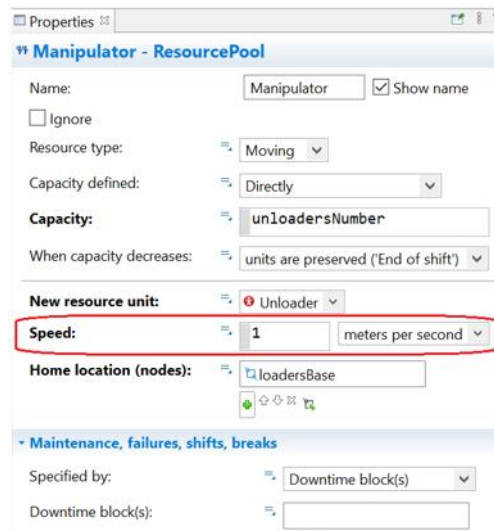 Properties
Manipulator - ResourcePool
Name: Manipulator Show name
Ignore
Resource type: Moving
Capacity defined: Directly
Capacity: unloadersNumber
When capacity decreases: units are preserved ('End of shift')
New resource unit: Unloader
Speed: 1 meters per second
Home location (nodes): loadersBase
Maintenance, failures, shifts, breaks
Specified by: Downtime block(s)
Downtime block(s):